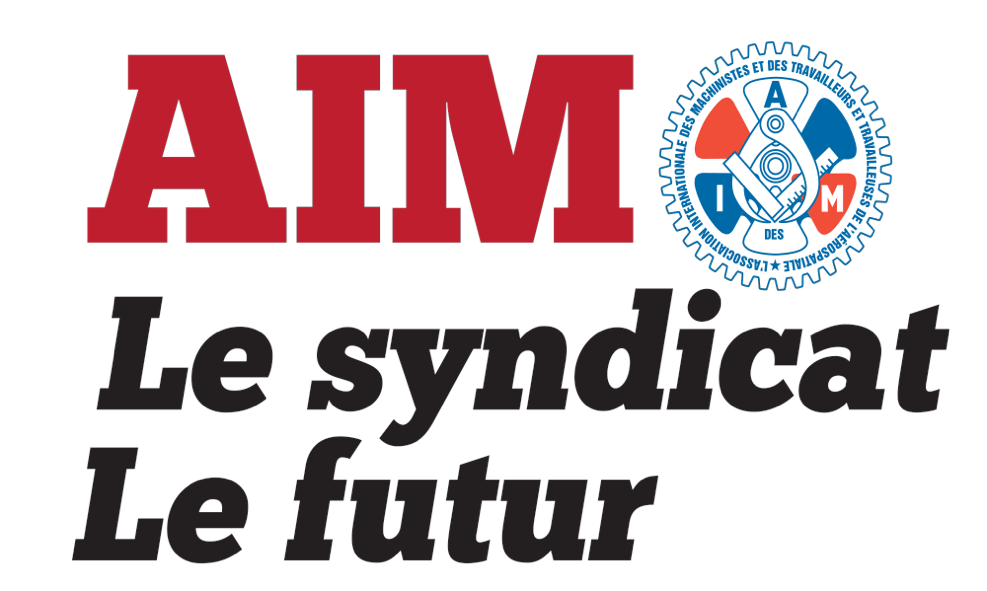 AIM
L'ASSOCIATION INTERNATIONALE DES MACHINISTES ET DES TRAVAILLEURS ET TRAVAILLEUSES DE L'AÉROSPATIALE ★
A
I M
DES
Le syndicat
Le futur